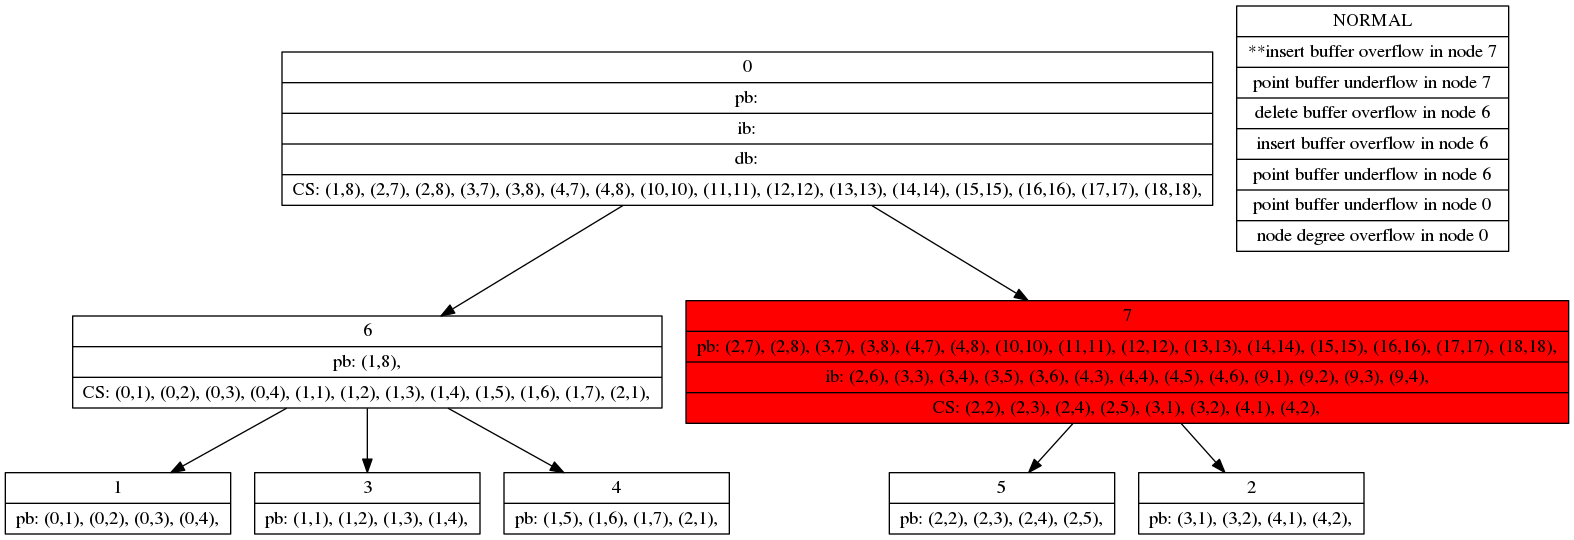 NORMAL
**insert buffer overflow in node 7
point buffer underflow in node 7
delete buffer overflow in node 6
insert buffer overflow in node 6
point buffer underflow in node 6
point buffer underflow in node 0
node degree overflow in node 0
0
pb:
ib:
db:
CS: (1,8), (2,7), (2,8), (3,7), (3,8), (4,7), (4,8), (10,10), (11,11), (12,12), (13,13), (14,14), (15,15), (16,16), (17,17), (18,18),
6
pb: (1,8),
CS: (0,1), (0,2), (0,3), (0,4), (1,1), (1,2), (1,3), (1,4), (1,5), (1,6), (1,7), (2,1),
7
pb: (2,7), (2,8), (3,7), (3,8), (4,7), (4,8), (10,10), (11,11), (12,12), (13,13), (14,14), (15,15), (16,16), (17,17), (18,18),
ib: (2,6), (3,3), (3,4), (3,5), (3,6), (4,3), (4,4), (4,5), (4,6), (9,1), (9,2), (9,3), (9,4),
CS: (2,2), (2,3), (2,4), (2,5), (3,1), (3,2), (4,1), (4,2),
1
pb: (0,1), (0,2), (0,3), (0,4),
3
pb: (1,1), (1,2), (1,3), (1,4),
4
pb: (1,5), (1,6), (1,7), (2,1),
5
pb: (2,2), (2,3), (2,4), (2,5),
2
pb: (3,1), (3,2), (4,1), (4,2),